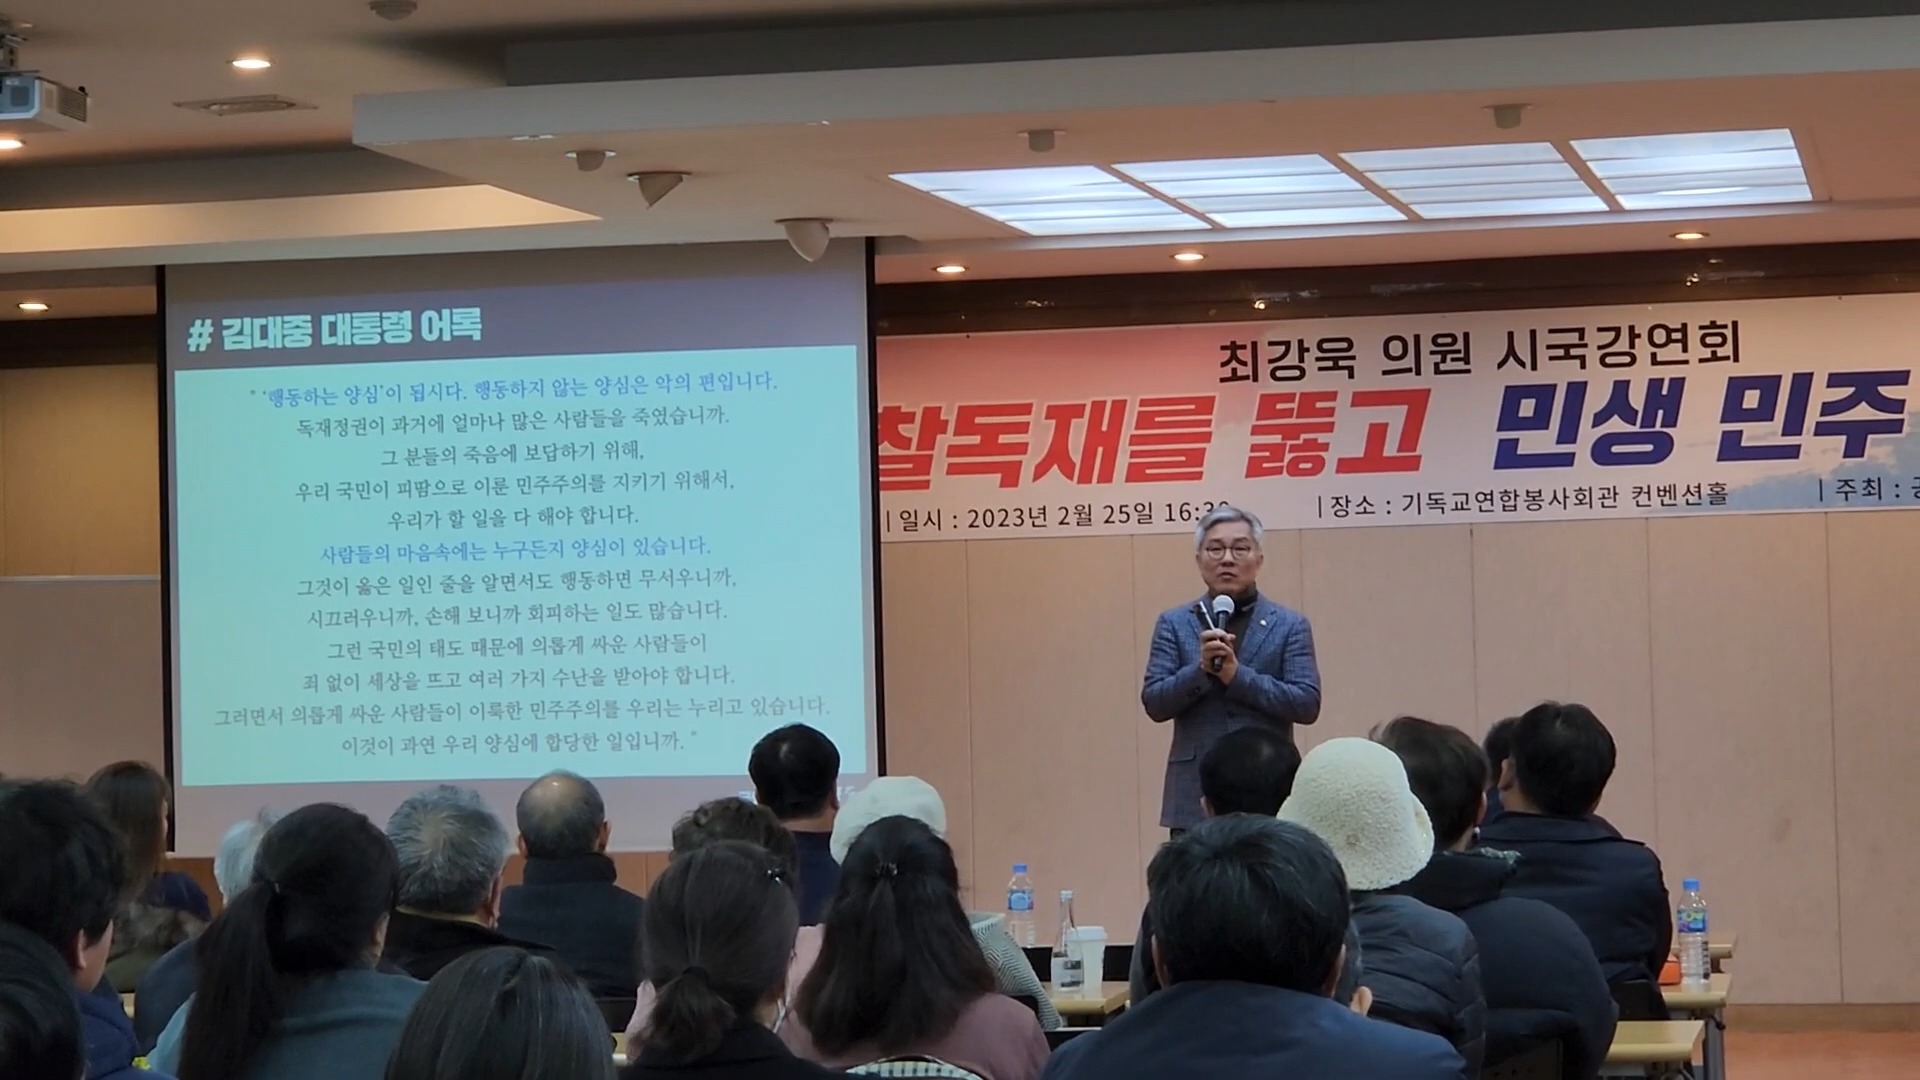 # 김대중 대통령 어록
" '행동하는 양심'이 됩시다. 행동하지 않는 양심은 악의 편입니다.
독재정권이 과거에 얼마나 많은 사람들을 죽였습니까.
그 분들의 죽음에 보답하기 위해,
우리 국민이 피땀으로 이룬 민주주의를 지키기 위해서,
우리가 할 일을 다 해야 합니다.
사람들의 마음속에는 누구든지 양심이 있습니다.
그것이 옳은 일인 줄을 알면서도 행동하면 무서우니까,
시끄러우니까, 손해 보니까 회피하는 일도 많습니다.
그런 국민의 태도 때문에 의롭게 싸운 사람들이
죄 없이 세상을 뜨고 여러 가지 수난을 받아야 합니다.
그러면서 의롭게 싸운 사람들이 이룩한 민주주의를 우리는 누리고 있습니다.
이것이 과연 우리 양심에 합당한 일입니까. "
최강욱 의원 시국강연회
찰독재를 뚫고 민생 민주
| 일시 : 2023년 2월 25일 16:30 | 장소 : 기독교연합봉사회관 컨벤션홀 | 주최 :